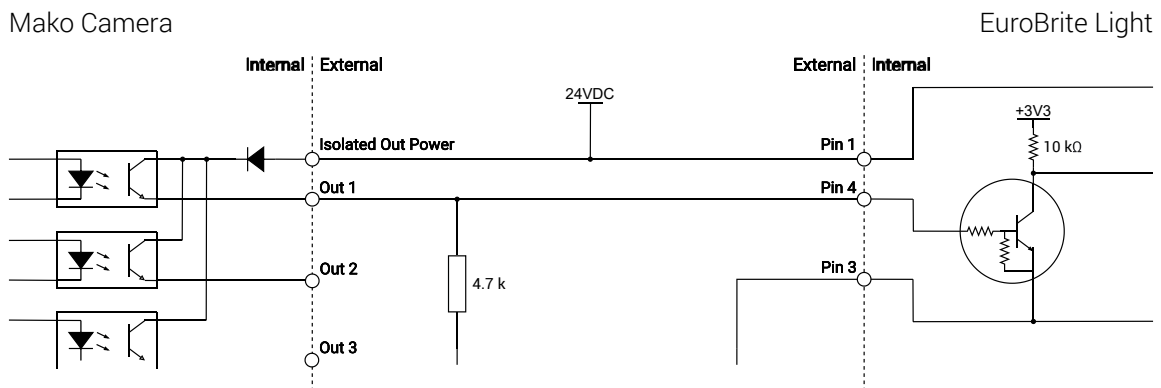 Mako Camera
EuroBrite Light
Internal External
External Internal
24VDC
+3V3
Isolated Out Power
Pin 1
10 kΩ
Out 1
Pin 4
Out 2
Pin 3
4.7 k
Out 3